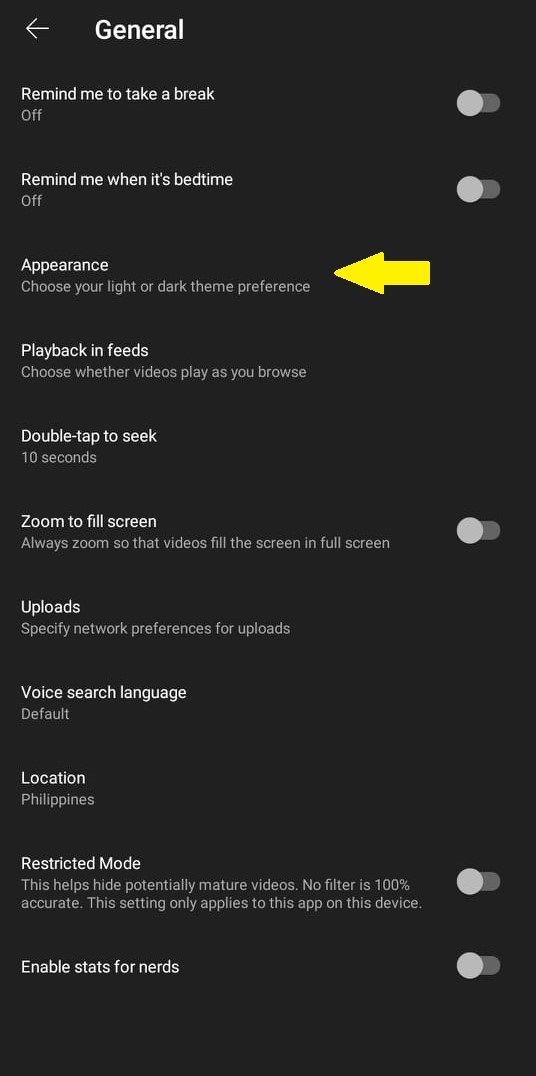 General
Remind me to take a break
Off
Remind me when it's bedtime
Off
Appearance
Choose your light or dark theme preference
Playback in feeds
Choose whether videos play as you browse
Double-tap to seek
10 seconds
Zoom to fill screen
Always zoom so that videos fill the screen in full screen
Uploads
Specify network preferences for uploads
Voice search language
Default
Location
Philippines
Restricted Mode
This helps hide potentially mature videos. No filter is 100%
accurate. This setting only applies to this app on this device.
Enable stats for nerds